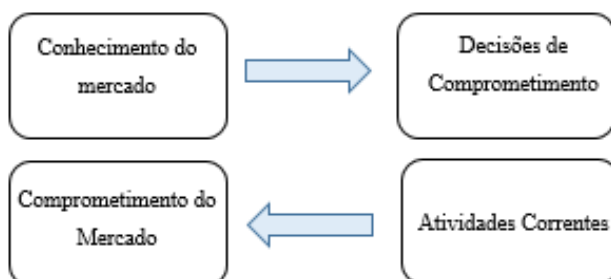 Conhecimento do
mercado
Decisões de
Comprometimento
Comprometimento do
Mercado
Atividades Correntes